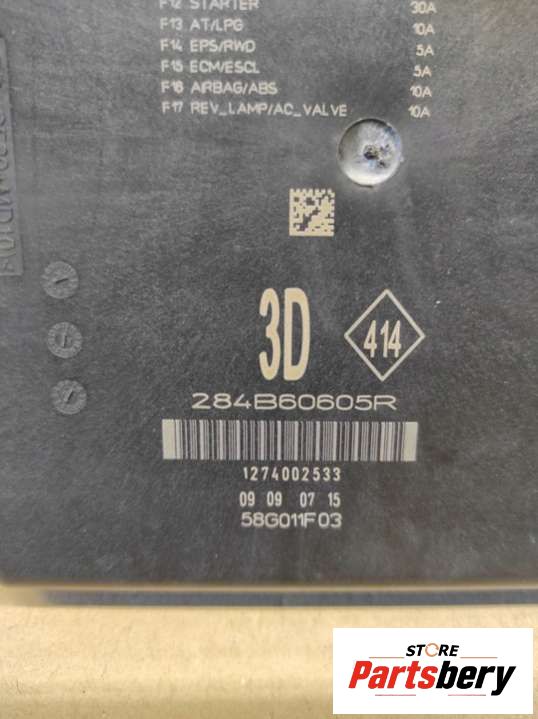 F12 STARTER 30A
F13 AT/LPG 10A
F14 EPS/RWD 5A
F15 ECM/ESCL 5A
F16 AIRBAG/ABS 10A
F17 REV_LAMP/AC_VALVE 10A
3D
414
284B60605R
1274002533
09 09 07 15
58G011F03
STORE
Partsbery